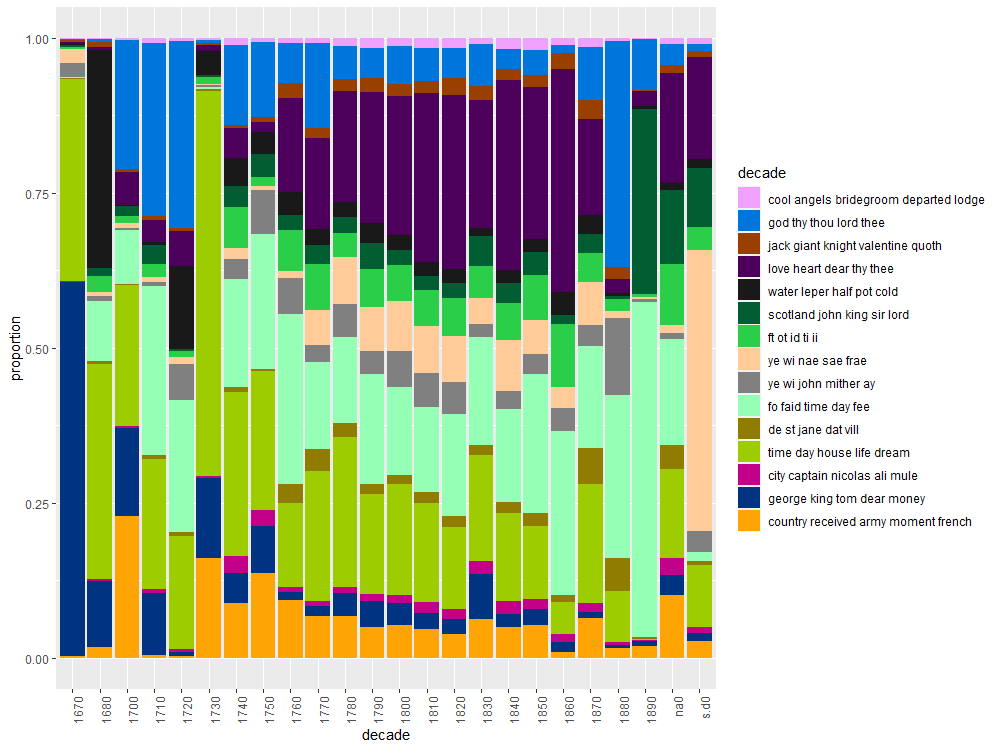 1.00
0.75
0.50
0.25
0.00
proportion
1670
1680
1700
1710
1720
1730
1740
1750
1760
1770
1780
1790
1800
1810
1820
1830
1840
1850
1860
1870
1880
1890
na0
s.d0
decade
decade
cool angels bridegroom departed lodge
god thy thou lord thee
jack giant knight valentine quoth
love heart dear thy thee
water leper half pot cold
scotland john king sir lord
ft ot id ti ii
ye wi nae sae frae
ye wi john mither ay
fo faid time day fee
de st jane dat vill
time day house life dream
city captain nicolas ali mule
george king tom dear money
country received army moment french